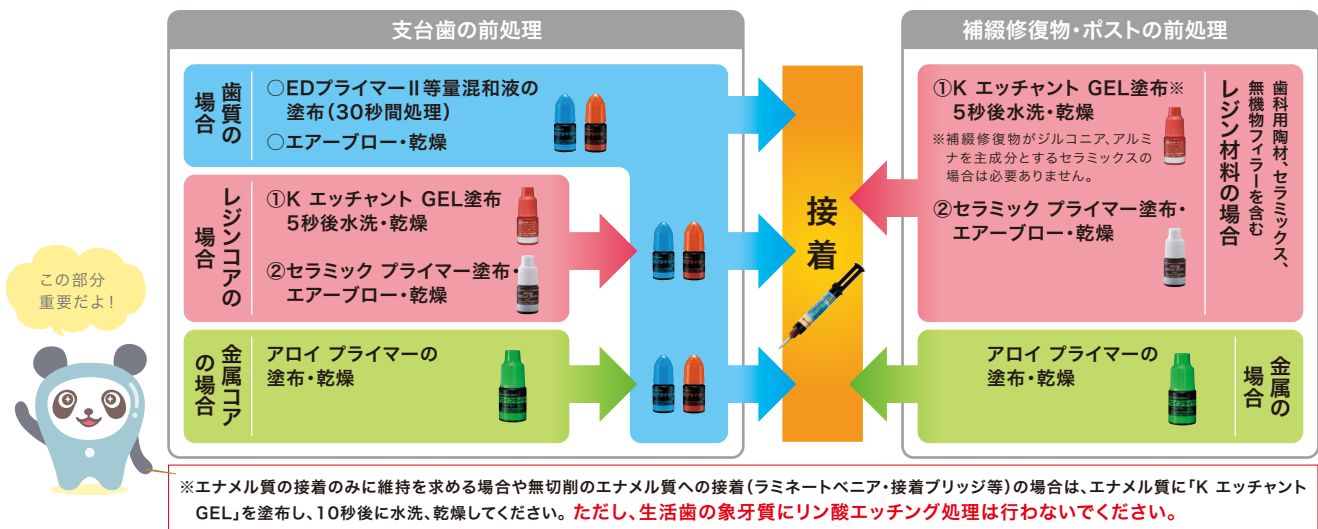 支台歯の前処理
歯質の
場合
○EDプライマーⅡ等量混和液の
塗布(30秒間処理)
○エアーブロー・乾燥
レジンコアの
場合
①K エッチャント GEL塗布
5秒後水洗・乾燥
②セラミック プライマー塗布・
エアーブロー・乾燥
金属コア
の場合
アロイ プライマーの
塗布・乾燥
接着
補綴修復物・ポストの前処理
①K エッチャント GEL塗布※
5秒後水洗・乾燥
※補綴修復物がジルコニア、アルミ
ナを主成分とするセラミックスの
場合は必要ありません。
②セラミック プライマー塗布・
エアーブロー・乾燥
歯科用陶材、セラミックス、
無機物フィラーを含む
レジン材料の場合
アロイ プライマーの
塗布・乾燥
金属の
場合
この部分
重要だよ!
※エナメル質の接着のみに維持を求める場合や無切削のエナメル質への接着(ラミネートベニア・接着ブリッジ等)の場合は、エナメル質に「K エッチャント
GEL」を塗布し、10秒後に水洗、乾燥してください。ただし、生活歯の象牙質にリン酸エッチング処理は行わないでください。